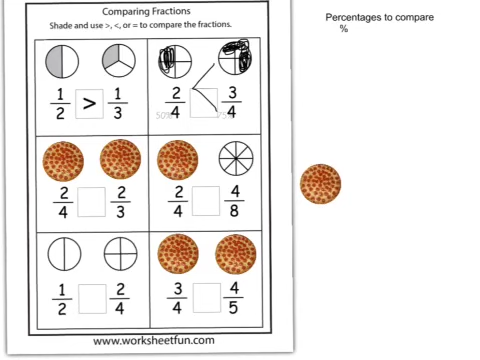 Comparing Fractions
Shade and use >, <, or = to compare the fractions.
Percentages to compare
%
1/2 > 1/3
2/4 < 3/4
50%
2/4 2/3
2/4 4/8
1/2 2/4
3/4 4/5
www.worksheetfun.com